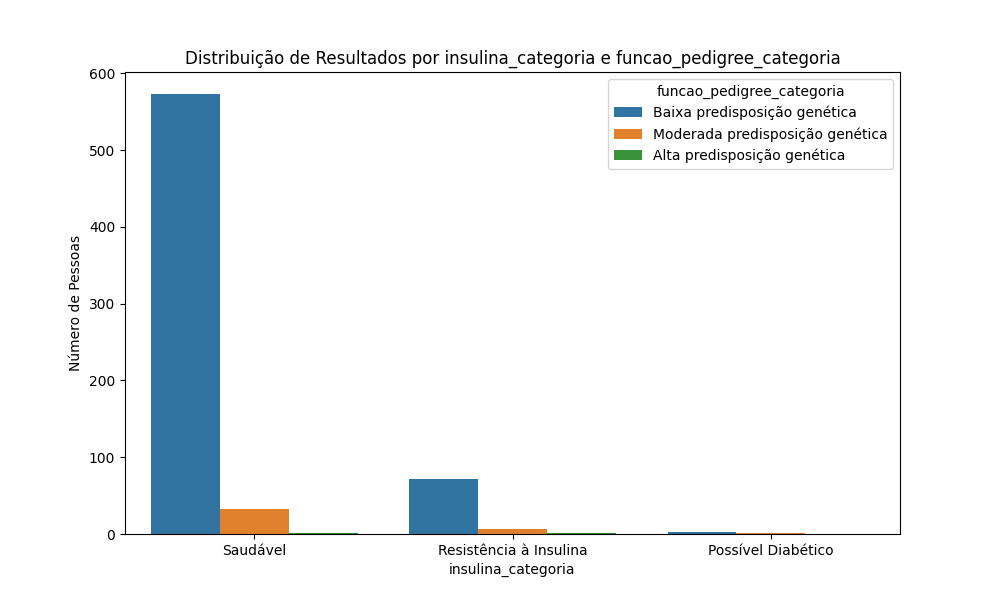 Distribuição de Resultados por insulina_categoria e funcao_pedigree_categoria
funcao_pedigree_categoria
Baixa predisposição genética
Moderada predisposição genética
Alta predisposição genética
Número de Pessoas
600
500
400
300
200
100
0
Saudável
Resistência à Insulina
Possível Diabético
insulina_categoria